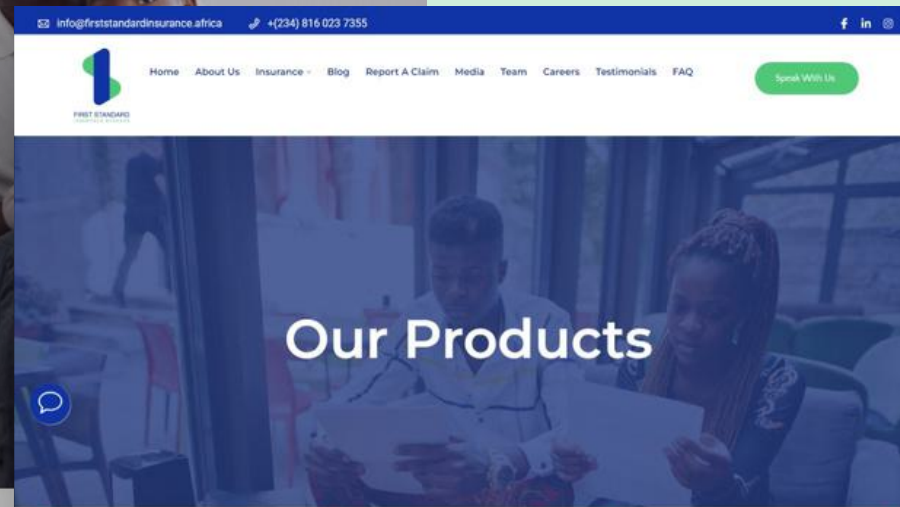 info@firststandardinsurance.africa +(234) 816 023 7355
FIRST STANDARD
Home About Us Insurance Blog Report A Claim Media Team Careers Testimonials FAQ
Speak With Us
Our Products